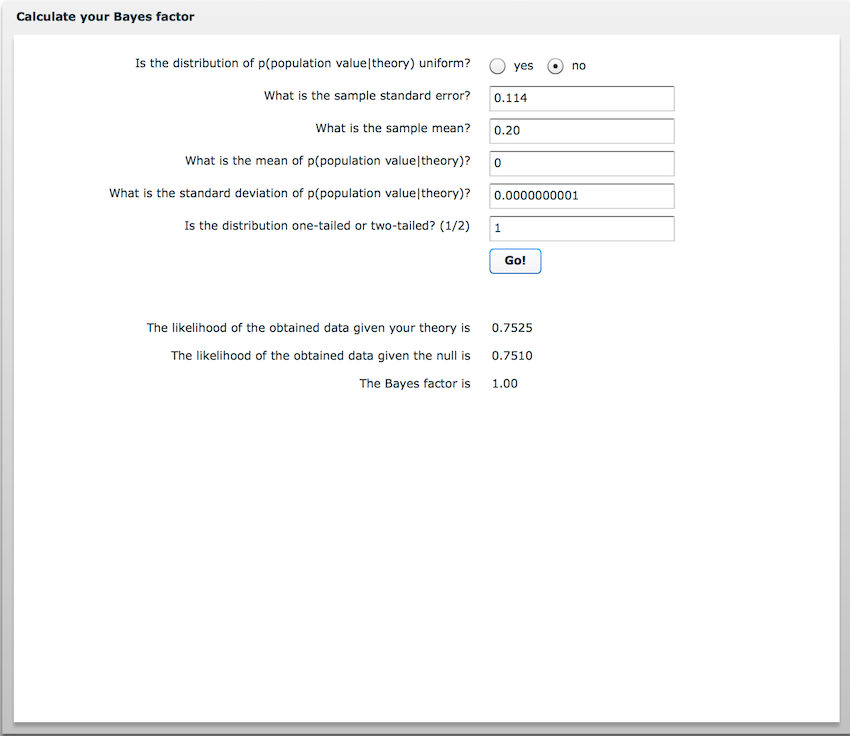 Calculate your Bayes factor
Is the distribution of p(population value|theory) uniform? yes no
What is the sample standard error? 0.114
What is the sample mean? 0.20
What is the mean of p(population value|theory)? 0
What is the standard deviation of p(population value|theory)? 0.0000000001
Is the distribution one-tailed or two-tailed? (1/2) 1
Go!
The likelihood of the obtained data given your theory is 0.7525
The likelihood of the obtained data given the null is 0.7510
The Bayes factor is 1.00